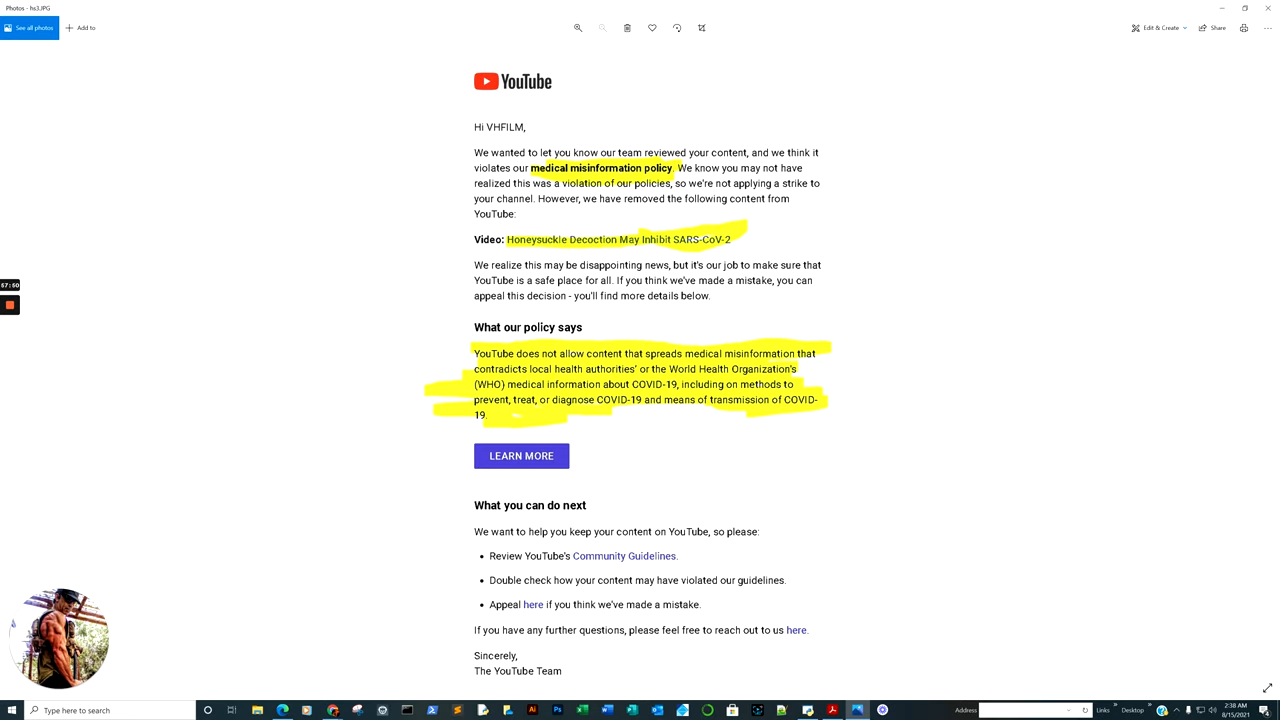 Photos - hs3.JPG
See all photos
Add to
Edit & Create
Share
YouTube
Hi VHFILM,
We wanted to let you know our team reviewed your content, and we think it
violates our medical misinformation policy. We know you may not have
realized this was a violation of our policies, so we're not applying a strike to
your channel. However, we have removed the following content from
YouTube:
Video: Honeysuckle Decoction May Inhibit SARS-CoV-2
We realize this may be disappointing news, but it's our job to make sure that
YouTube is a safe place for all. If you think we've made a mistake, you can
appeal this decision - you'll find more details below.
57:50
What our policy says
YouTube does not allow content that spreads medical misinformation that
contradicts local health authorities' or the World Health Organization's
(WHO) medical information about COVID-19, including on methods to
prevent, treat, or diagnose COVID-19 and means of transmission of COVID-
19.
LEARN MORE
What you can do next
We want to help you keep your content on YouTube, so please:
• Review YouTube's Community Guidelines.
• Double check how your content may have violated our guidelines.
• Appeal here if you think we've made a mistake.
If you have any further questions, please feel free to reach out to us here.
Sincerely,
The YouTube Team
Type here to search
Address
Links
Desktop
2:38 AM
8/15/2021